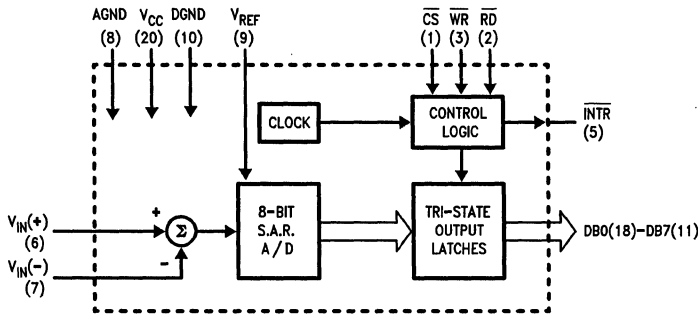 AGND
(8)
VCC
(20)
DGND
(10)
VREF
(9)
CS
(1)
WR
(3)
RD
(2)
CLOCK
CONTROL
LOGIC
INTR
(5)
VIN(+)
(6)
+
Σ
-
VIN(-)
(7)
8-BIT
S.A.R.
A/D
TRI-STATE
OUTPUT
LATCHES
DB0(18)-DB7(11)